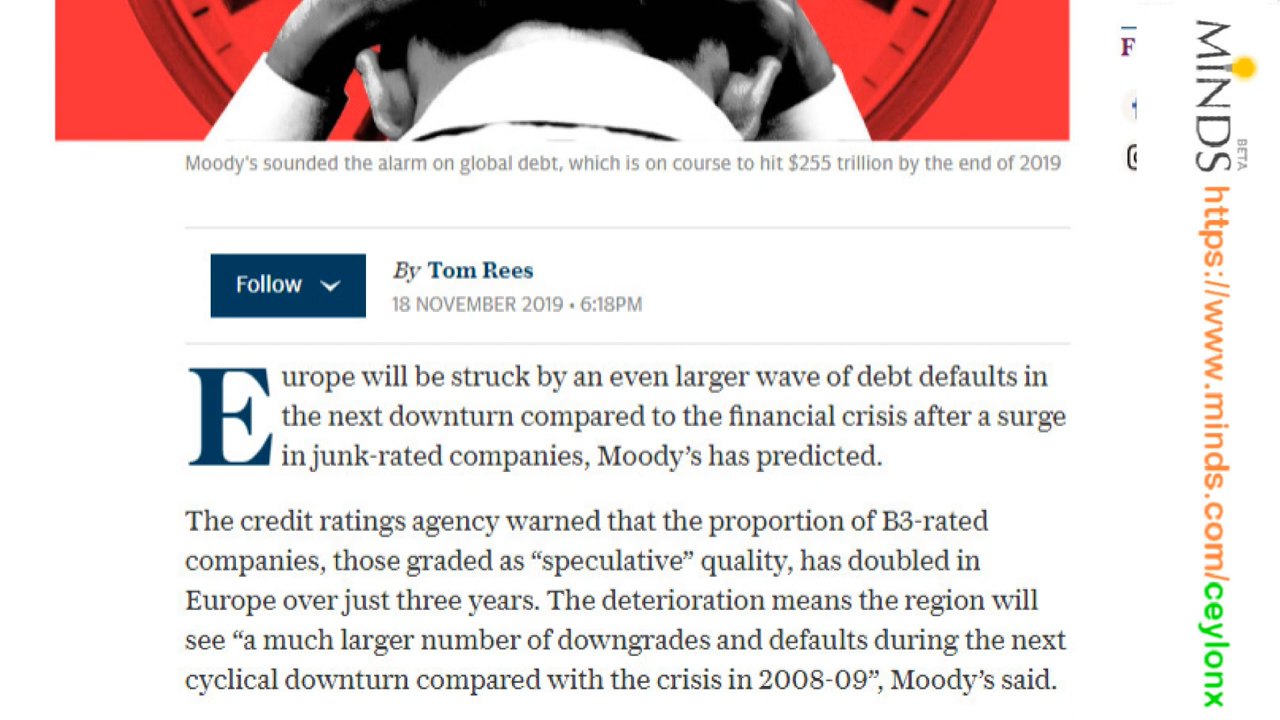 Moody's sounded the alarm on global debt, which is on course to hit $255 trillion by the end of 2019
Follow
By Tom Rees
18 NOVEMBER 2019 • 6:18PM
Europe will be struck by an even larger wave of debt defaults in
the next downturn compared to the financial crisis after a surge
in junk-rated companies, Moody’s has predicted.
The credit ratings agency warned that the proportion of B3-rated
companies, those graded as “speculative” quality, has doubled in
Europe over just three years. The deterioration means the region will
see “a much larger number of downgrades and defaults during the next
cyclical downturn compared with the crisis in 2008-09”, Moody’s said.
F
MINDS
BETA
https://www.minds.com/ceylonx